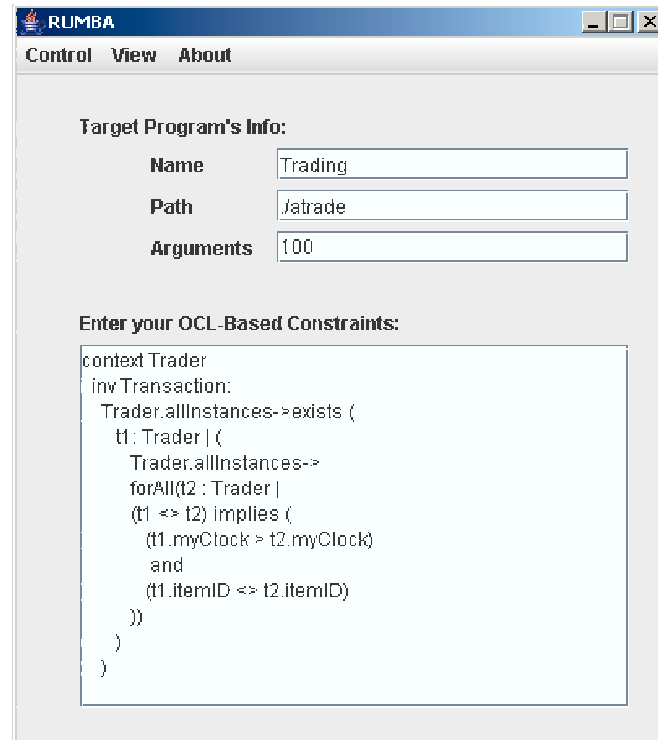 RUMBA
Control View About
Target Program's Info:
Name Trading
Path ./atrade
Arguments 100
Enter your OCL-Based Constraints:
context Trader
inv Transaction:
Trader.allInstances->exists (
t1 : Trader | (
Trader.allInstances->
forAll(t2 : Trader |
(t1 <> t2) implies (
(t1.myClock > t2.myClock)
and
(t1.itemID <> t2.itemID)
))
)
)